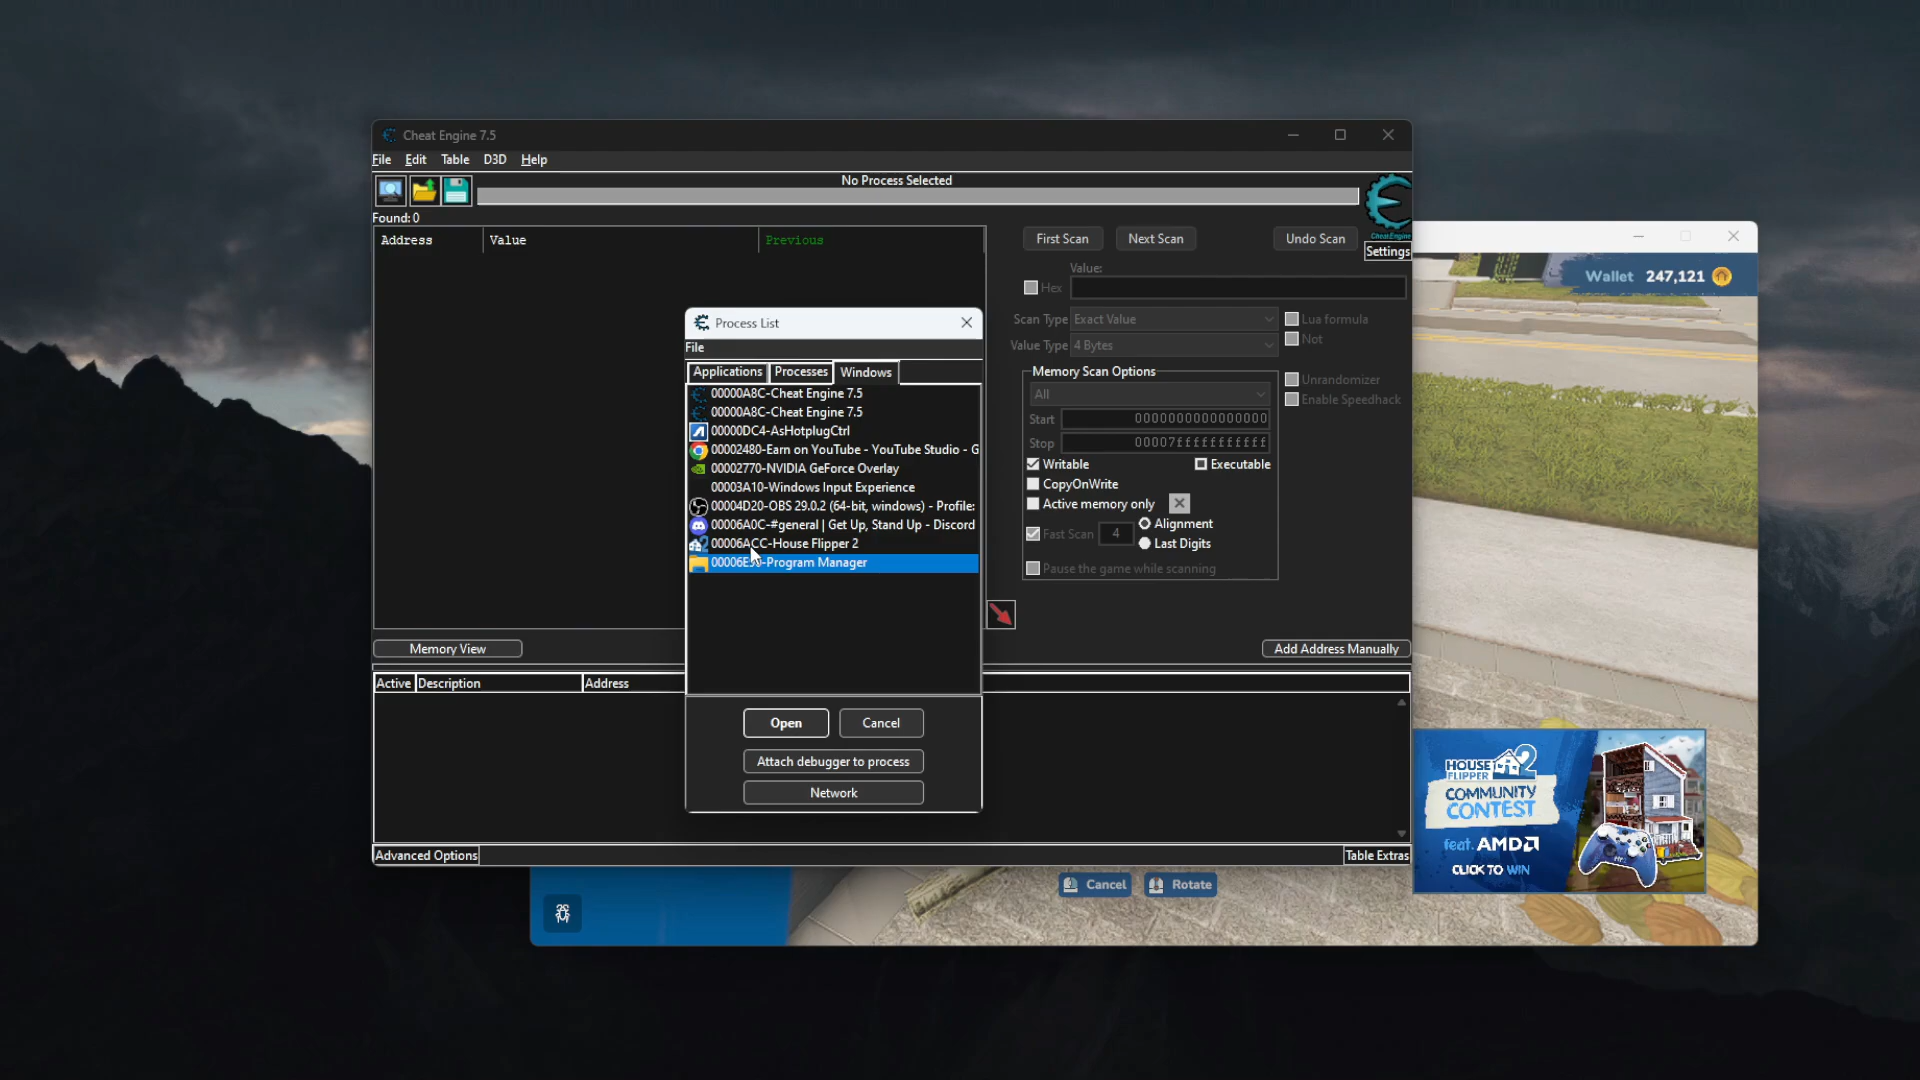 Cheat Engine 7.5
File Edit Table D3D Help
No Process Selected
Found: 0
Address Value Previous
First Scan Next Scan Undo Scan
Cheat Engine
Settings
Value:
Hex
Scan Type Exact Value
Lua formula
Not
Value Type 4 Bytes
Memory Scan Options
All
Unrandomizer
Enable Speedhack
Start 0000000000000000
Stop 00007fffffffffff
Writable Executable
CopyOnWrite
Active memory only
Fast Scan 4 Alignment
Last Digits
Pause the game while scanning
Memory View
Add Address Manually
Active Description Address
Advanced Options
Table Extras
Process List
File
Applications Processes Windows
00000A8C-Cheat Engine 7.5
00000A8C-Cheat Engine 7.5
00000DC4-AsHotplugCtrl
00002480-Earn on YouTube - YouTube Studio - G
00002770-NVIDIA GeForce Overlay
00003A10-Windows Input Experience
00004D20-OBS 29.0.2 (64-bit, windows) - Profile:
00006A0C-#general | Get Up, Stand Up - Discord
00006ACC-House Flipper 2
Program Manager
Open Cancel
Attach debugger to process
Network
Wallet 247,121
HOUSE
FLIPPER 2
COMMUNITY
CONTEST
feat. AMD
CLICK TO WIN
Cancel Rotate